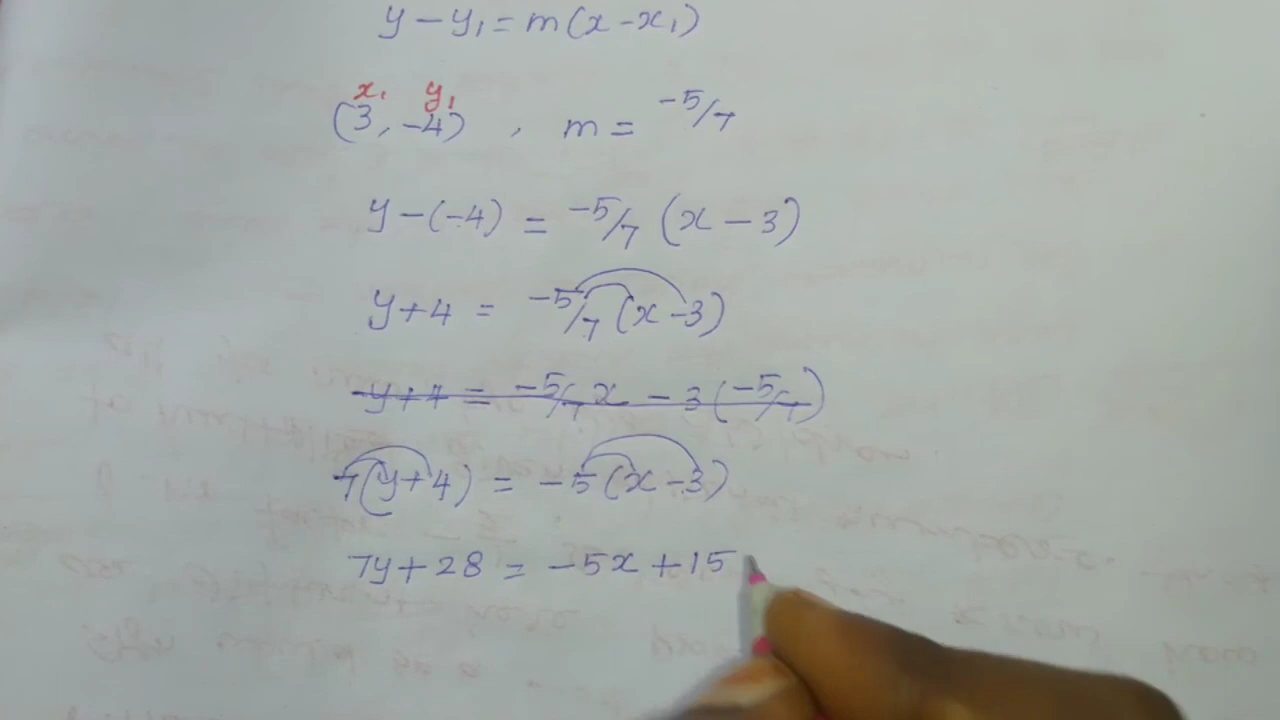 y - y₁ = m(x - x₁)
x₁ y₁
(3, -4) , m = -5/7
y - (-4) = -5/7 (x - 3)
y + 4 = -5/7 (x - 3)
y + 4 = -5/7 x - 3(-5/7)
7(y + 4) = -5(x - 3)
7y + 28 = -5x + 15